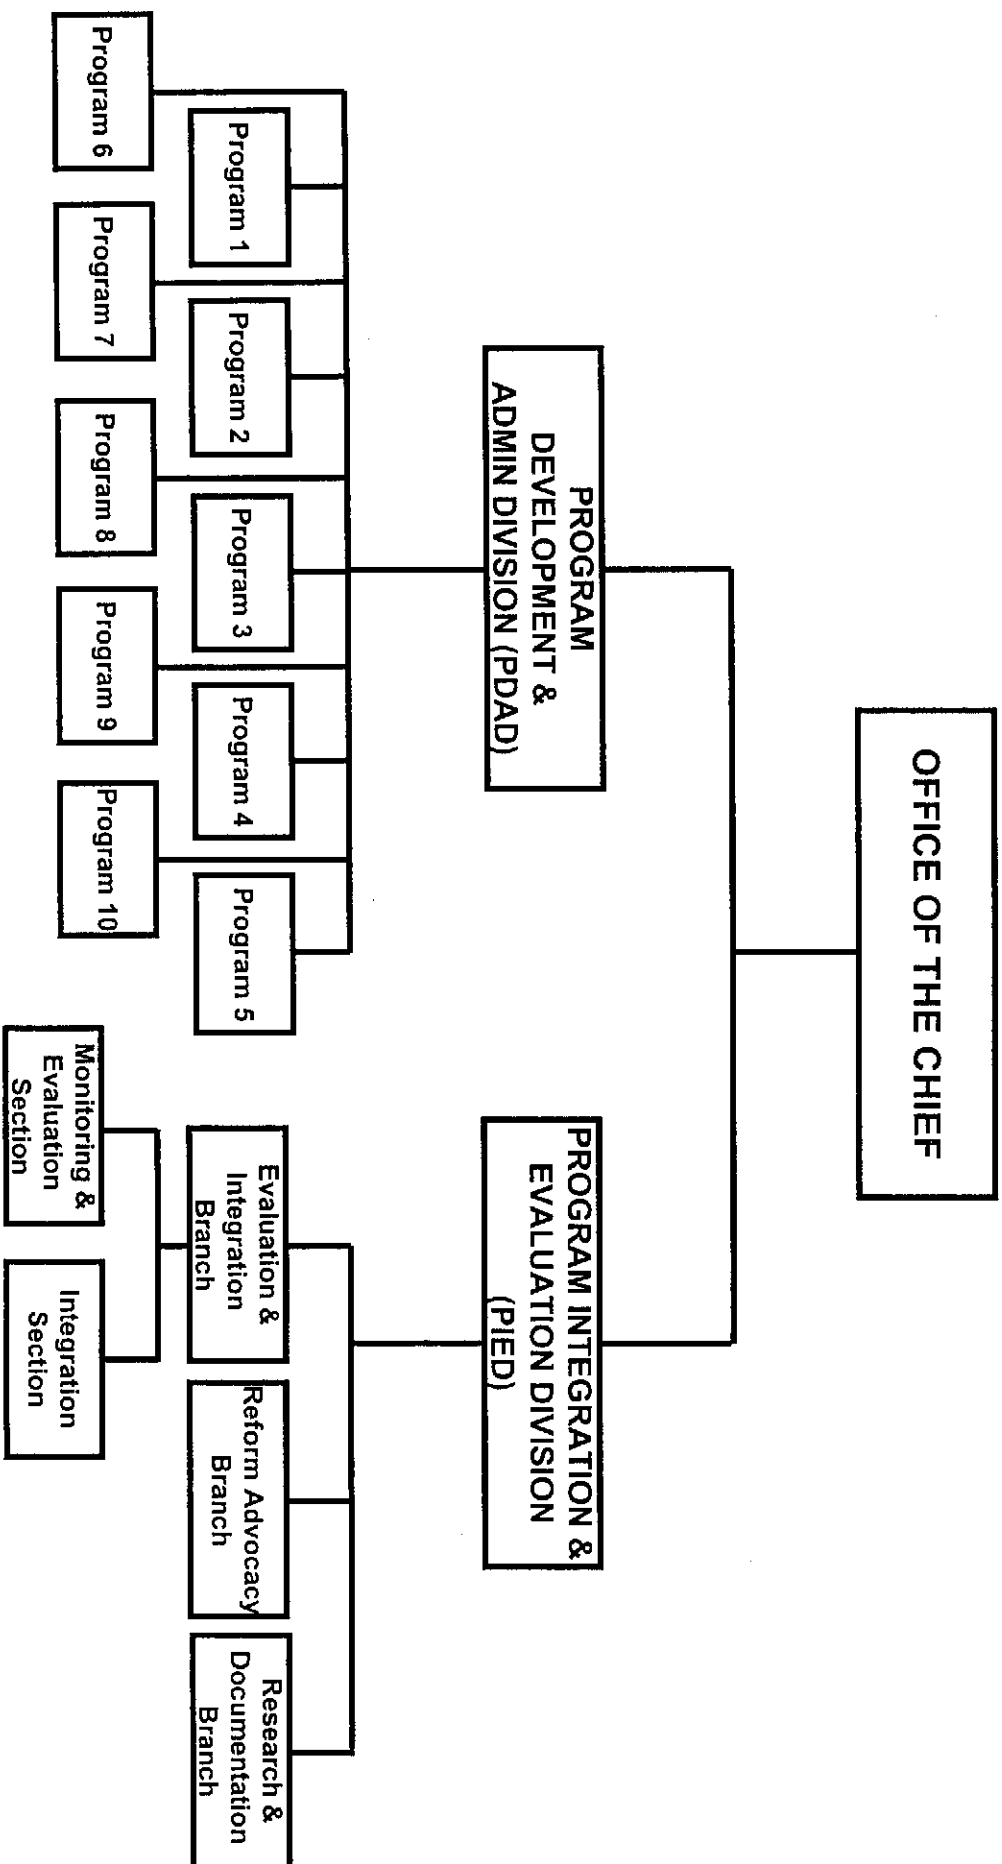 OFFICE OF THE CHIEF
PROGRAM
DEVELOPMENT &
ADMIN DIVISION (PDAD)
PROGRAM INTEGRATION &
EVALUATION DIVISION
(PIED)
Program 1
Program 2
Program 3
Program 4
Program 5
Program 6
Program 7
Program 8
Program 9
Program 10
Evaluation &
Integration
Branch
Reform Advocacy
Branch
Research &
Documentation
Branch
Monitoring &
Evaluation
Section
Integration
Section